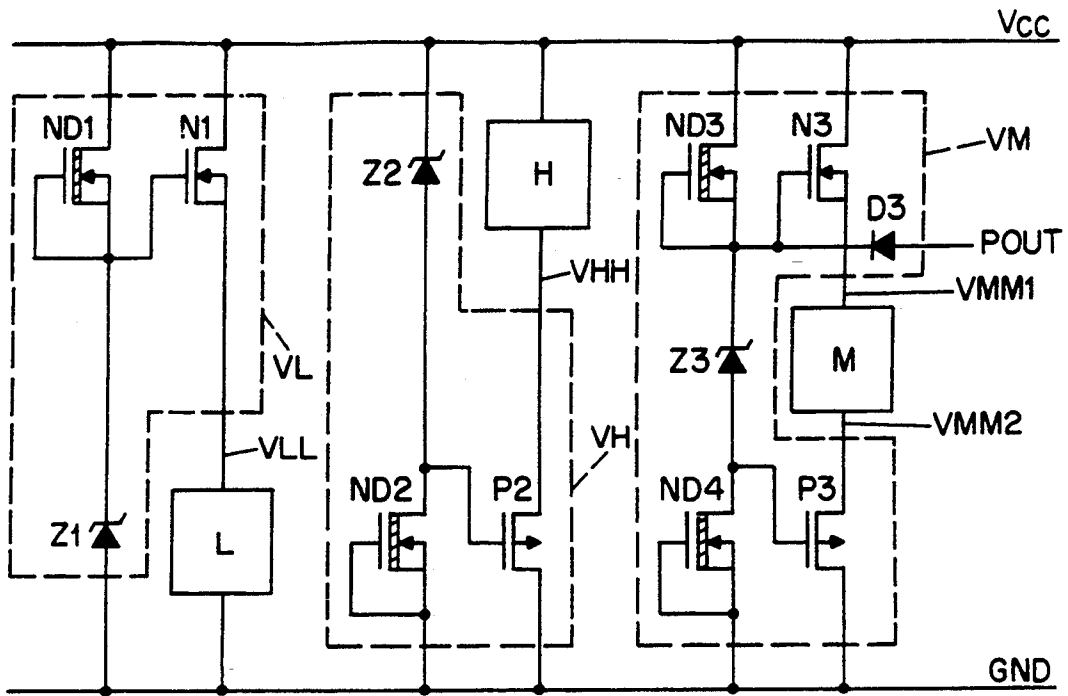 VCC
ND1
N1
Z2
H
ND3
N3
VM
D3
POUT
VHH
VMM1
VL
Z3
M
VLL
VH
VMM2
ND2
P2
ND4
P3
Z1
L
GND